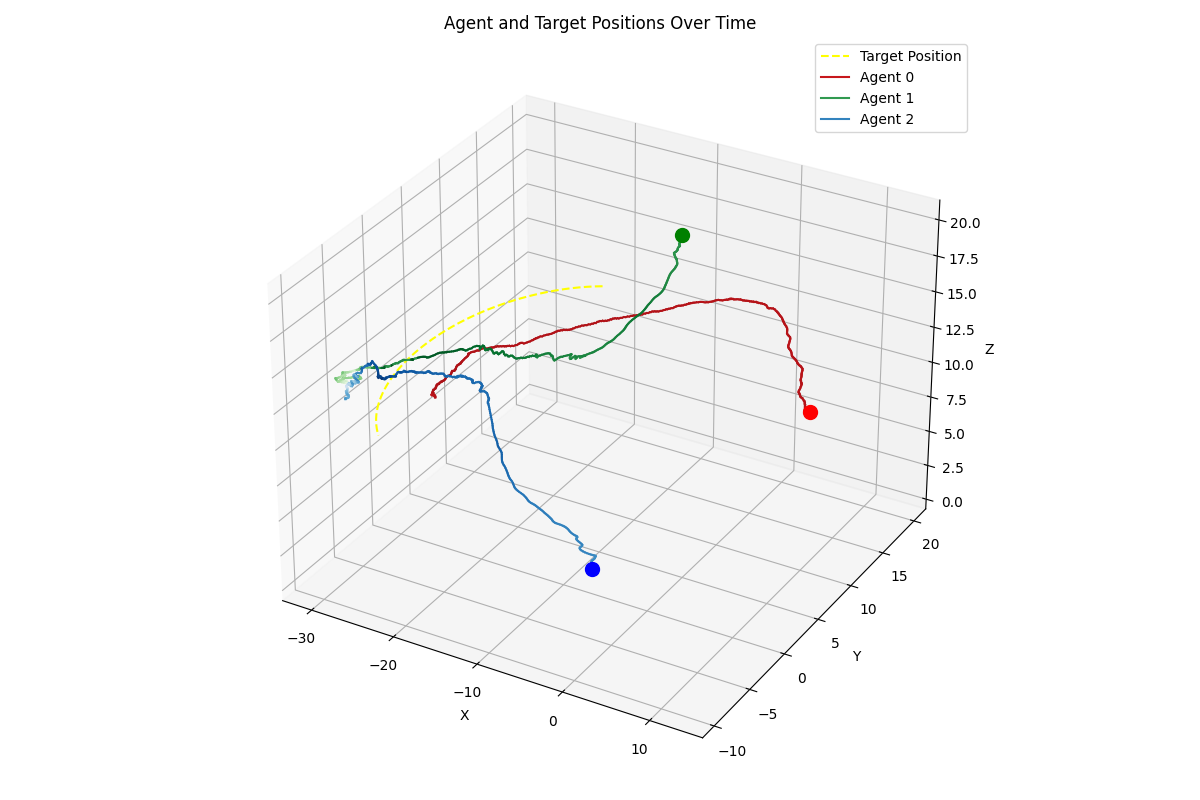 Agent and Target Positions Over Time
Target Position
Agent 0
Agent 1
Agent 2
20.0
17.5
15.0
12.5
10.0
7.5
5.0
2.5
0.0
Z
20
15
10
5
0
−5
−10
Y
−30
−20
−10
0
10
X